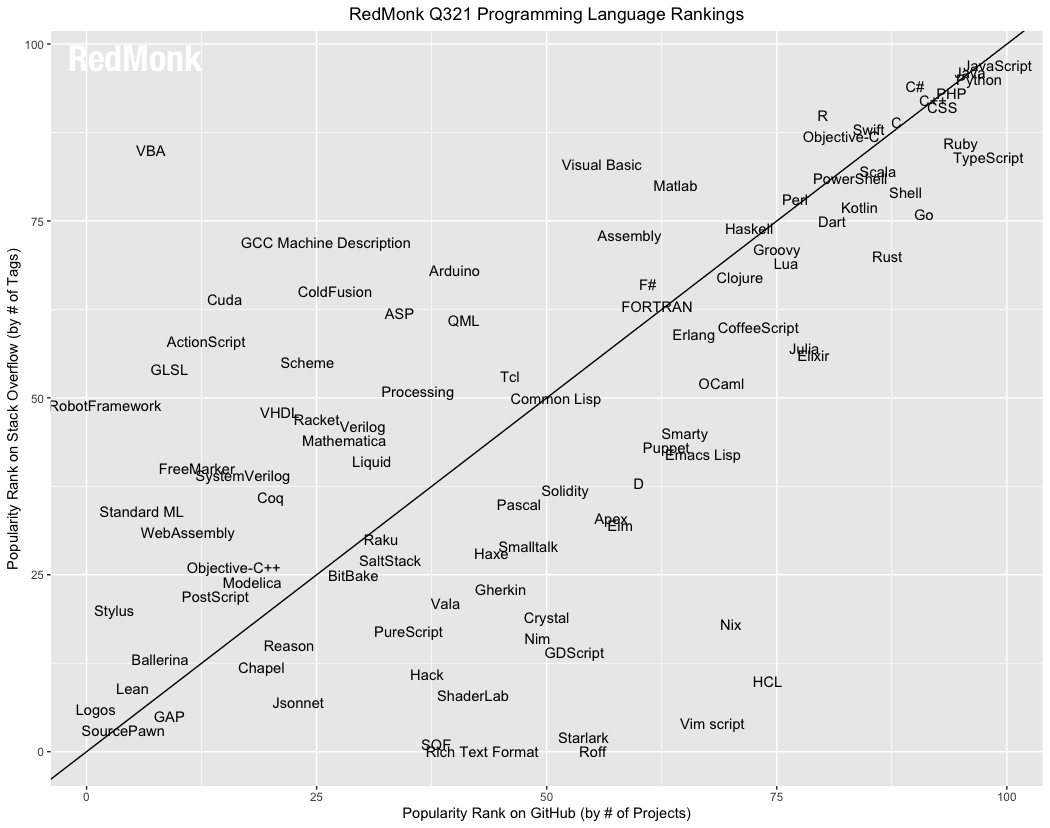 RedMonk Q321 Programming Language Rankings
RedMonk
100
75
50
25
0
Popularity Rank on Stack Overflow (by # of Tags)
JavaScript
Java
Python
C#
PHP
C++
CSS
R
C
Swift
Objective-C
Ruby
VBA
TypeScript
Visual Basic
Scala
PowerShell
Matlab
Shell
Perl
Kotlin
Go
Dart
Haskell
Assembly
GCC Machine Description
Groovy
Rust
Lua
Arduino
Clojure
F#
ColdFusion
Cuda
FORTRAN
ASP
QML
CoffeeScript
Erlang
ActionScript
Julia
Elixir
Scheme
GLSL
Tcl
OCaml
Processing
Common Lisp
RobotFramework
VHDL
Racket
Verilog
Smarty
Mathematica
Puppet
Emacs Lisp
Liquid
FreeMarker
SystemVerilog
D
Solidity
Coq
Pascal
Standard ML
Apex
Elm
WebAssembly
Raku
Smalltalk
Haxe
SaltStack
Objective-C++
BitBake
Modelica
Gherkin
PostScript
Vala
Stylus
Crystal
Nix
PureScript
Nim
Reason
GDScript
Ballerina
Chapel
Hack
HCL
Lean
ShaderLab
Jsonnet
Logos
GAP
Vim script
SourcePawn
Starlark
SQF
Rich Text Format
Roff
0
25
50
75
100
Popularity Rank on GitHub (by # of Projects)